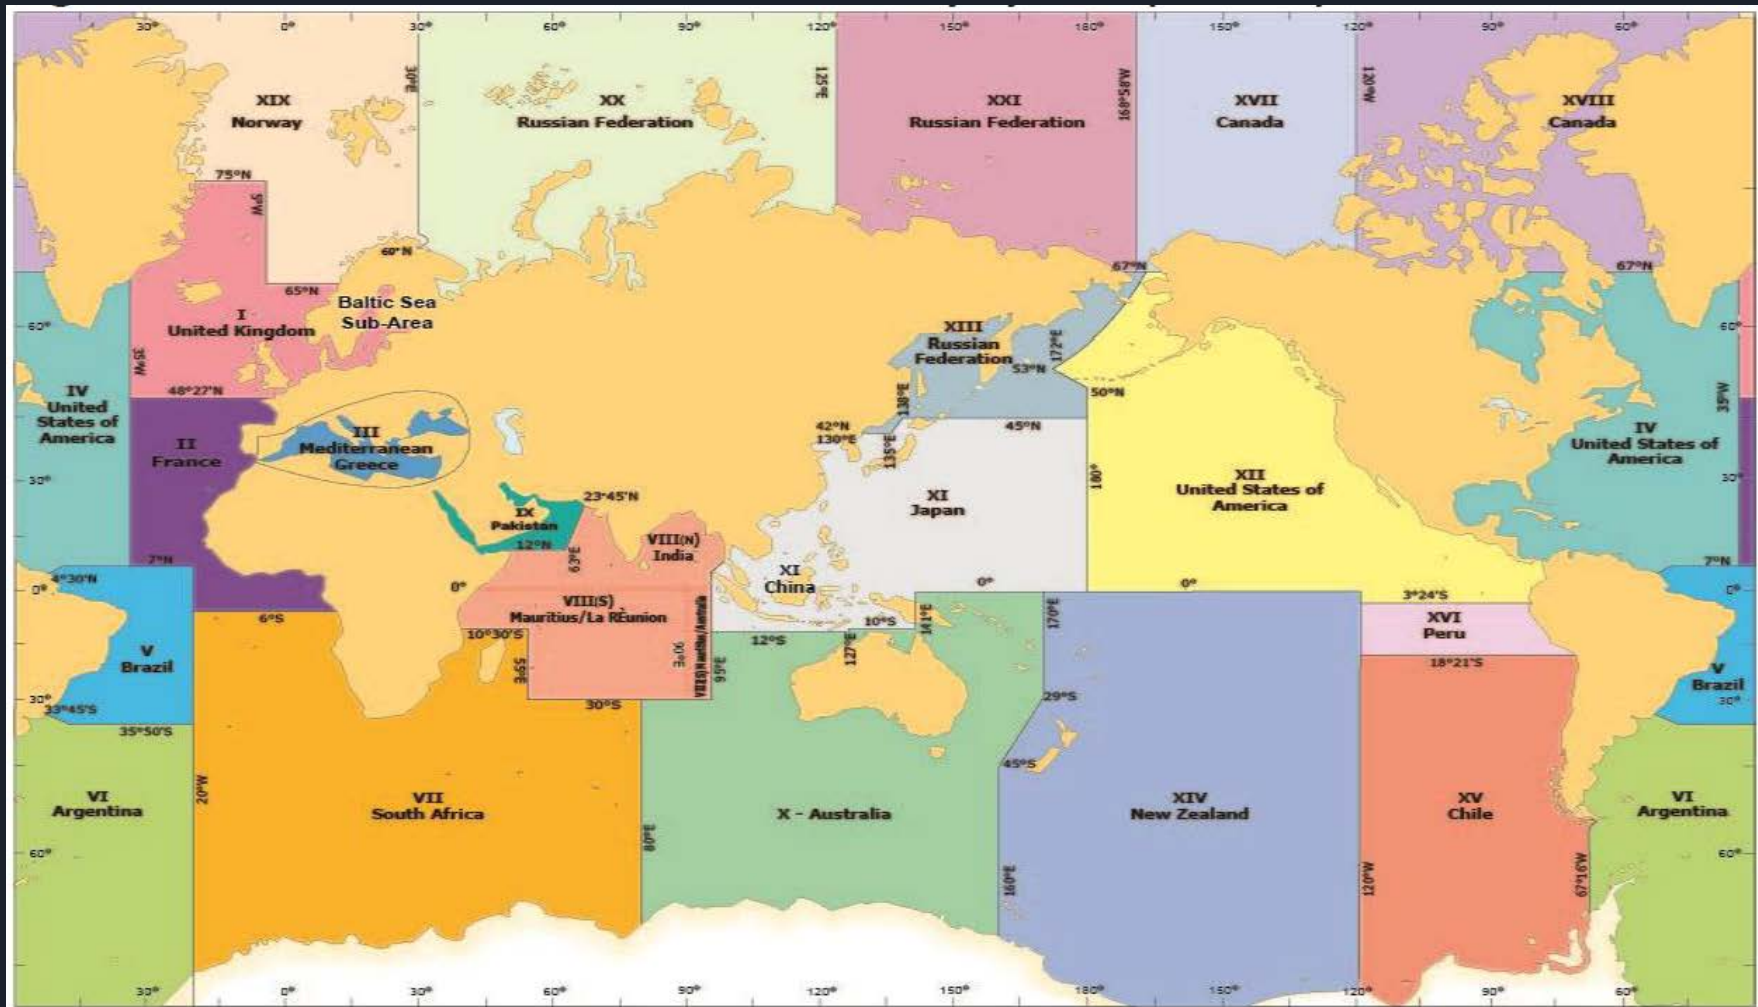 30° 0° 30° 60° 90° 120° 150° 180° 150° 120° 90° 60°
30°E
125°E
168°58'W
120°W
XIX
Norway
XX
Russian Federation
XXI
Russian Federation
XVII
Canada
XVIII
Canada
75°N
5°W
60°N
65°N
67°N
67°N
Baltic Sea
Sub-Area
I
United Kingdom
60°
60°
35°W
48°27'N
XIII
Russian
Federation
172°E
53°N
50°N
138°E
42°N
130°E
135°E
45°N
IV
United
States of
America
II
France
III
Mediterranean
Greece
35°W
IV
United States of
America
30°
30°
XII
United States of
America
180°
XI
Japan
23°45'N
IX
Pakistan
12°N
63°E
VIII(N)
India
XI
China
7°N
7°N
4°30'N
0°
0°
0°
0°
0°
3°24'S
6°S
VIII(S)
Mauritius/La RÈunion
10°30'S
55°E
90°E
95°E
12°S
10°S
127°E
141°E
170°E
XVI
Peru
18°21'S
V
Brazil
V
Brazil
30°
30°
33°45'S
35°50'S
30°S
29°S
45°S
VI
Argentina
20°W
VII
South Africa
80°E
X - Australia
160°E
XIV
New Zealand
120°W
XV
Chile
67°16'W
VI
Argentina
60°
60°
30° 0° 30° 60° 90° 120° 150° 180° 150° 120° 90° 60°